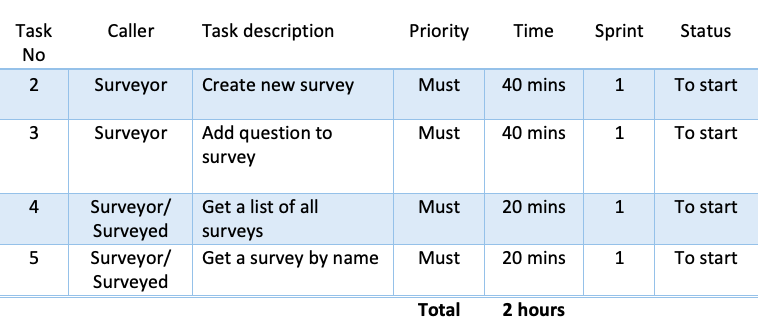 Task No Caller Task description Priority Time Sprint Status
2 Surveyor Create new survey Must 40 mins 1 To start
3 Surveyor Add question to survey Must 40 mins 1 To start
4 Surveyor/ Surveyed Get a list of all surveys Must 20 mins 1 To start
5 Surveyor/ Surveyed Get a survey by name Must 20 mins 1 To start
Total 2 hours